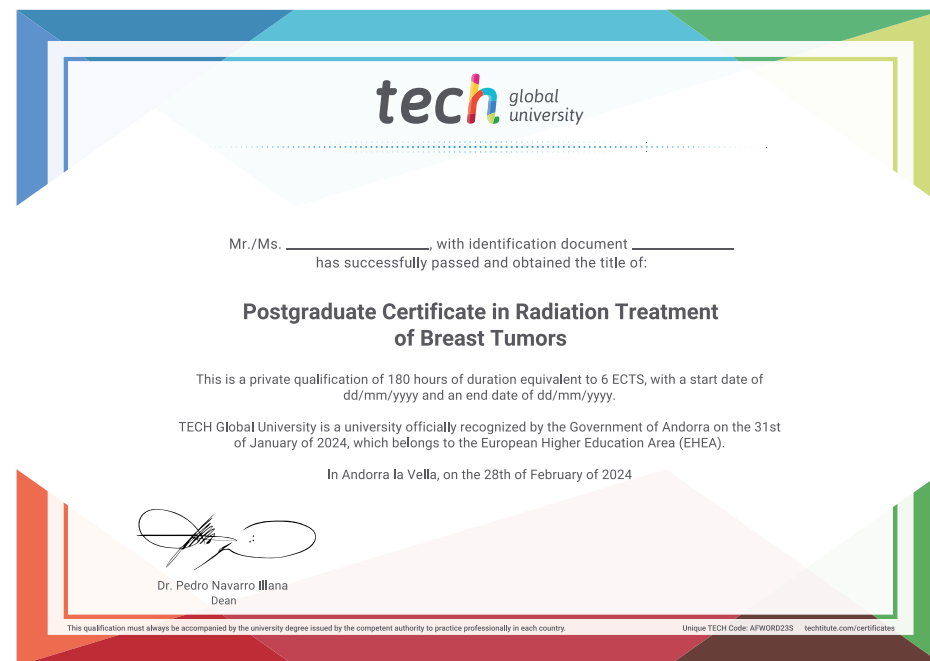 tech global
university
Mr./Ms. ____________, with identification document ____________
has successfully passed and obtained the title of:
Postgraduate Certificate in Radiation Treatment
of Breast Tumors
This is a private qualification of 180 hours of duration equivalent to 6 ECTS, with a start date of
dd/mm/yyyy and an end date of dd/mm/yyyy.
TECH Global University is a university officially recognized by the Government of Andorra on the 31st
of January of 2024, which belongs to the European Higher Education Area (EHEA).
In Andorra la Vella, on the 28th of February of 2024
Dr. Pedro Navarro Illana
Dean
This qualification must always be accompanied by the university degree issued by the competent authority to practice professionally in each country.
Unique TECH Code: AFWORD23S techtitute.com/certificates